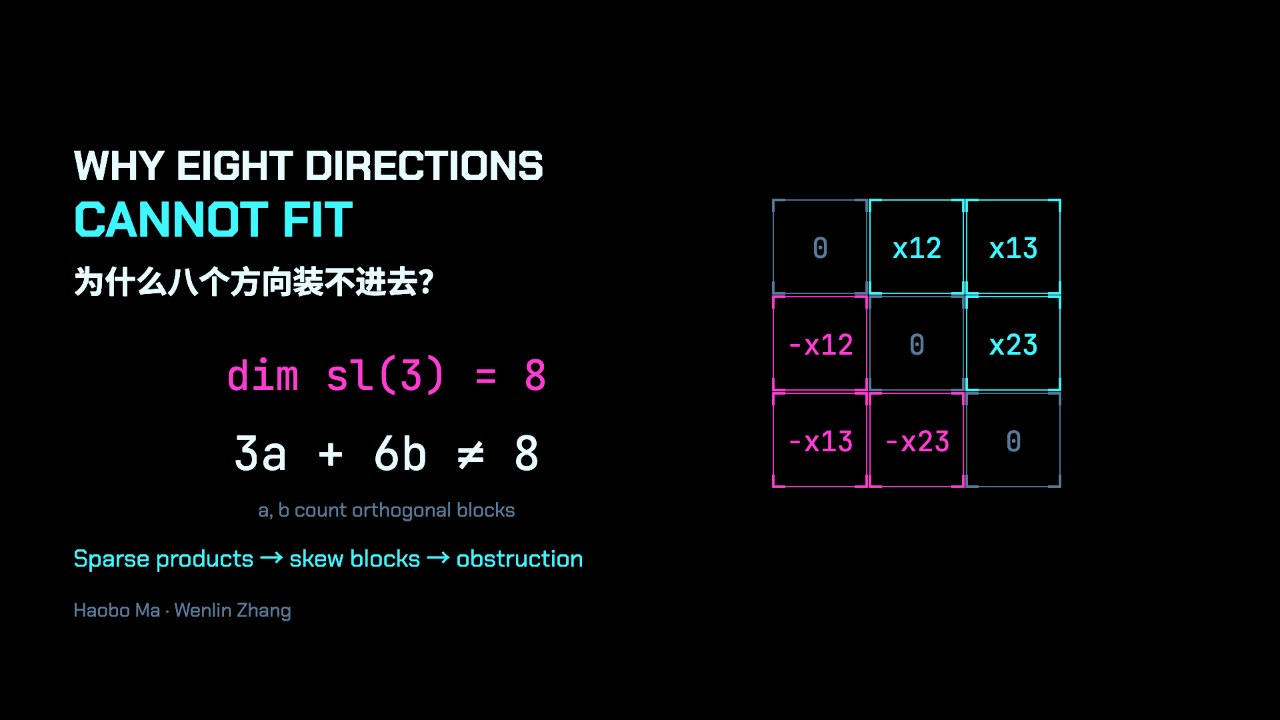 WHY EIGHT DIRECTIONS
CANNOT FIT
为什么八个方向装不进去?
dim sl(3) = 8
3a + 6b ≠ 8
a, b count orthogonal blocks
Sparse products → skew blocks → obstruction
Haobo Ma · Wenlin Zhang
0 x12 x13
-x12 0 x23
-x13 -x23 0